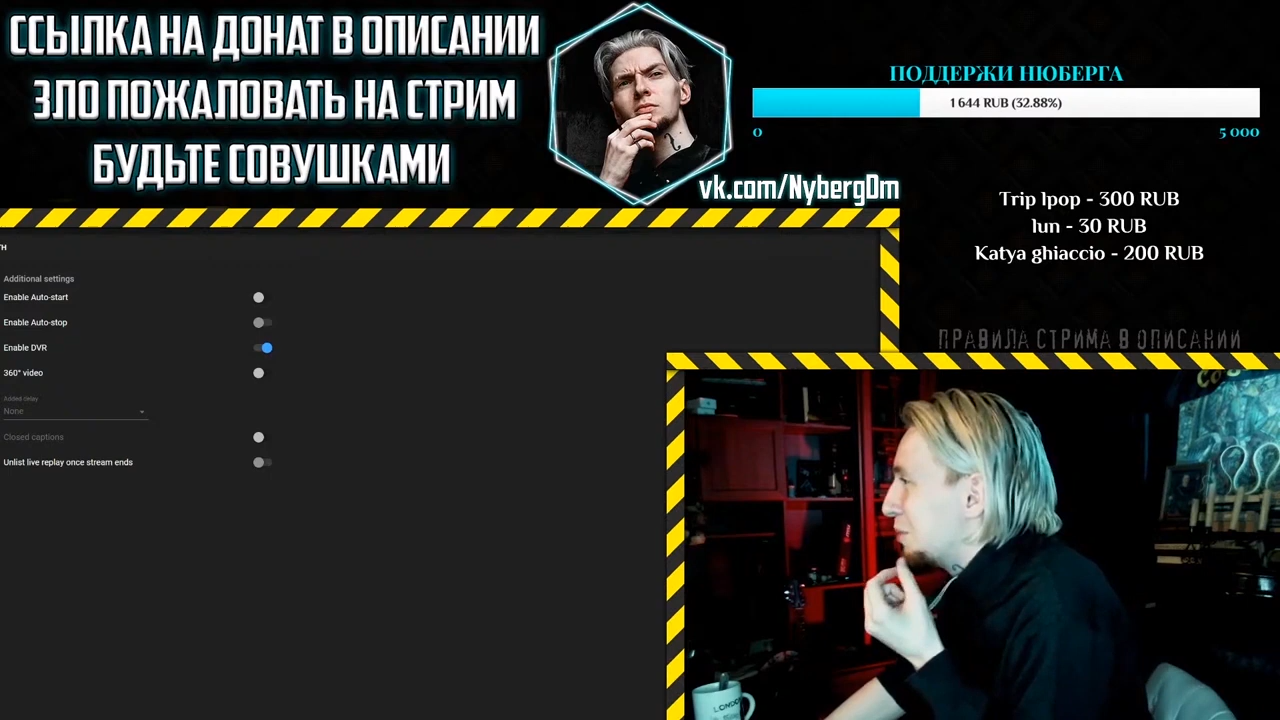 ССЫЛКА НА ДОНАТ В ОПИСАНИИ
ЗЛО ПОЖАЛОВАТЬ НА СТРИМ
БУДЬТЕ СОВУШКАМИ
vk.com/NybergDm
ПОДДЕРЖИ НЮБЕРГА
1 644 RUB (32.88%)
0
5 000
Trip lpop - 300 RUB
lun - 30 RUB
Katya ghiaccio - 200 RUB
ПРАВИЛА СТРИМА В ОПИСАНИИ
Additional settings
Enable Auto-start
Enable Auto-stop
Enable DVR
360° video
Added delay
None
Closed captions
Unlist live replay once stream ends
LONDON